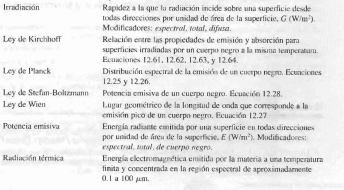 Irradiación Rapidez a la que la radiación incide sobre una superficie desde
todas direcciones por unidad de área de la superficie, G (W/m²).
Modificadores: espectral, total, difusa.
Ley de Kirchhoff Relación entre las propiedades de emisión y absorción para
superficies irradiadas por un cuerpo negro a la misma temperatura.
Ecuaciones 12.61, 12.62, 12.63, y 12.64.
Ley de Planck Distribución espectral de la emisión de un cuerpo negro. Ecuaciones
12.25 y 12.26.
Ley de Stefan-Boltzmann Potencia emisiva de un cuerpo negro. Ecuación 12.28.
Ley de Wien Lugar geométrico de la longitud de onda que corresponde a la
emisión pico de un cuerpo negro. Ecuación 12.27
Potencia emisiva Energía radiante emitida por una superficie en todas direcciones
por unidad de área de la superficie, E (W/m²). Modificadores:
espectral, total, de cuerpo negro.
Radiación térmica Energía electromagnética emitida por la materia a una temperatura
finita y concentrada en la región espectral de aproximadamente
0.1 a 100 μm.